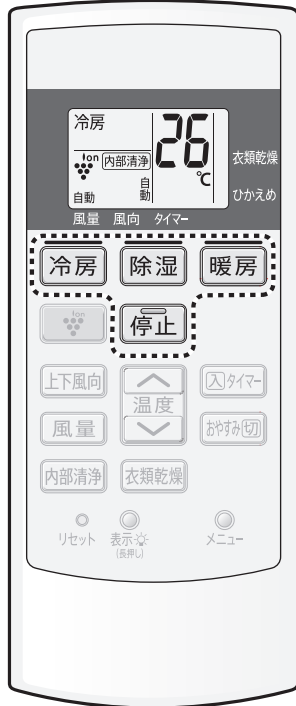 冷房
26℃
ion 内部清浄
衣類乾燥
自動
自動
ひかえめ
風量 風向 タイマー
冷房 除湿 暖房
ion
停止
上下風向
入タイマー
温度
風量
おやすみ切
内部清浄 衣類乾燥
リセット 表示 メニュー
(長押し)